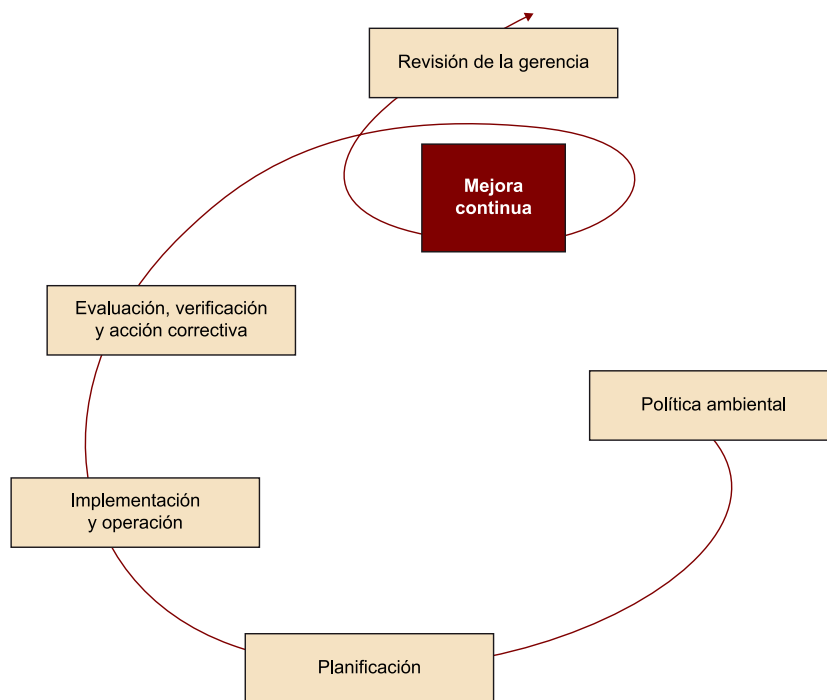 Revisión de la gerencia
Mejora
continua
Evaluación, verificación
y acción correctiva
Política ambiental
Implementación
y operación
Planificación